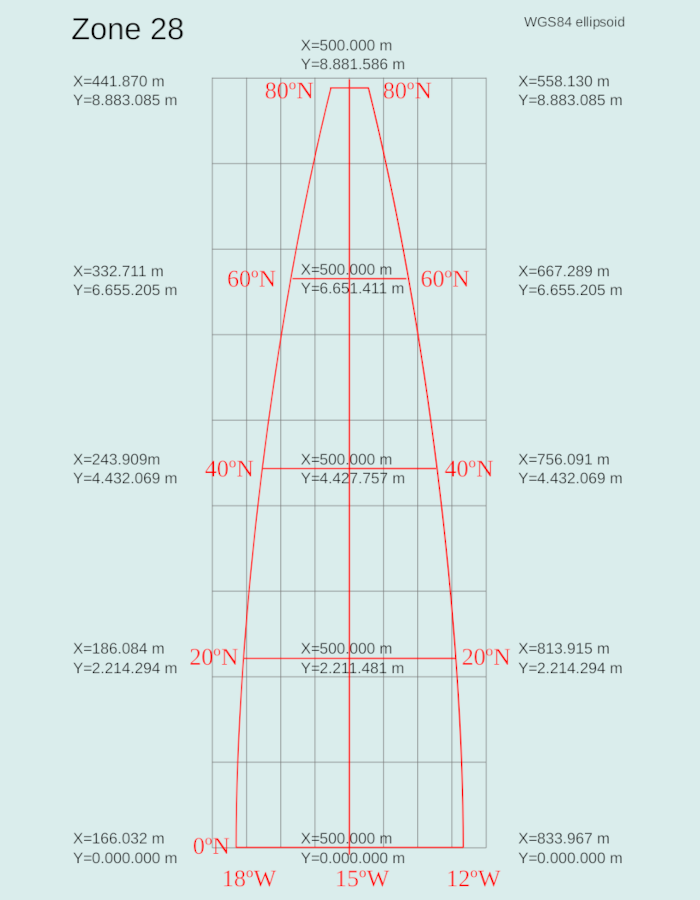 Zone 28
WGS84 ellipsoid
X=500.000 m
Y=8.881.586 m
X=441.870 m
Y=8.883.085 m
80ºN
80ºN
X=558.130 m
Y=8.883.085 m
X=332.711 m
Y=6.655.205 m
60ºN
X=500.000 m
Y=6.651.411 m
60ºN
X=667.289 m
Y=6.655.205 m
X=243.909m
Y=4.432.069 m
40ºN
X=500.000 m
Y=4.427.757 m
40ºN
X=756.091 m
Y=4.432.069 m
X=186.084 m
Y=2.214.294 m
20ºN
X=500.000 m
Y=2.211.481 m
20ºN
X=813.915 m
Y=2.214.294 m
X=166.032 m
Y=0.000.000 m
0ºN
X=500.000 m
Y=0.000.000 m
X=833.967 m
Y=0.000.000 m
18ºW
15ºW
12ºW